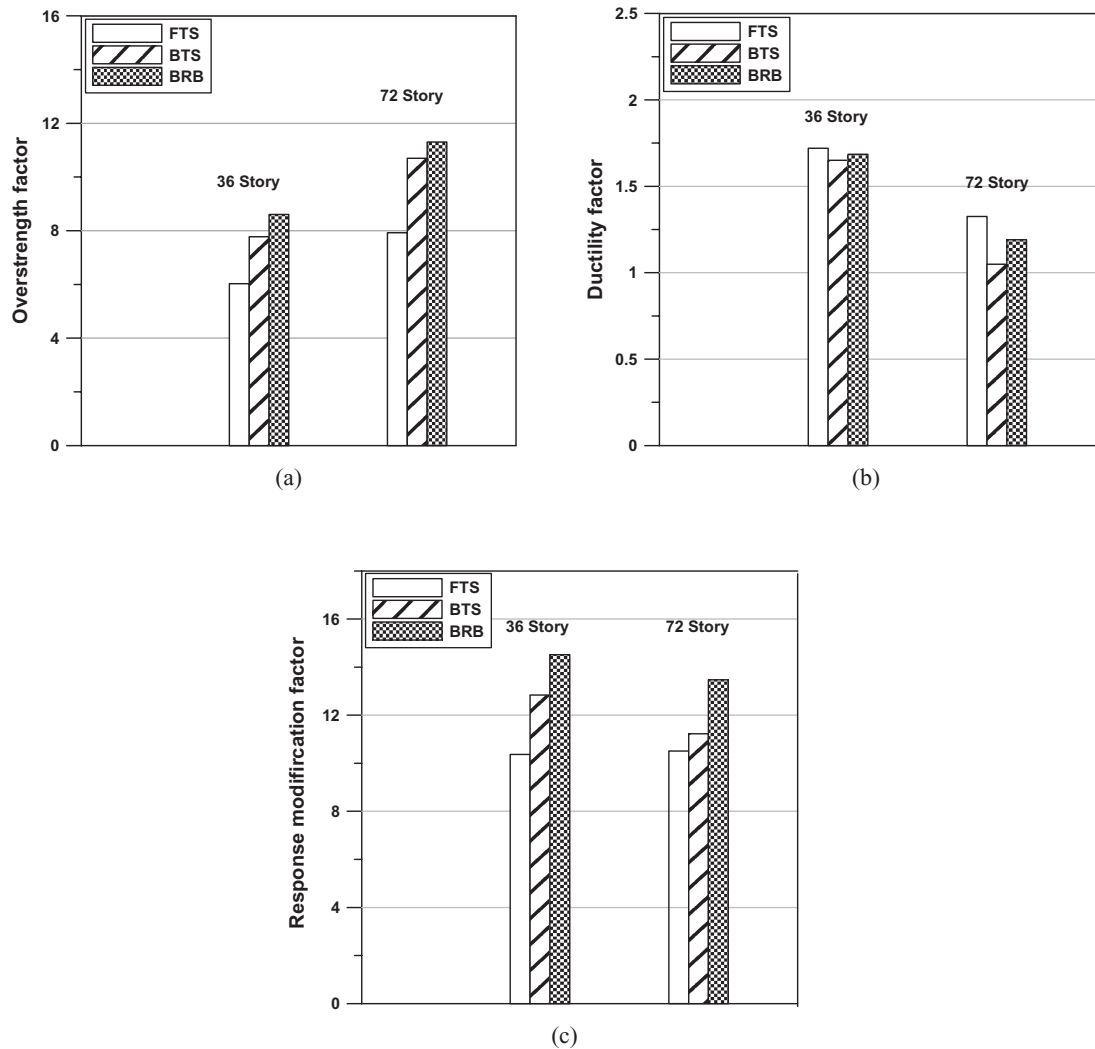 16
12
8
4
0
Overstrength factor
FTS
BTS
BRB
36 Story
72 Story
(a)
2.5
2
1.5
1
0.5
0
Ductility factor
FTS
BTS
BRB
36 Story
72 Story
(b)
16
12
8
4
0
Response modifircation factor
FTS
BTS
BRB
36 Story
72 Story
(c)